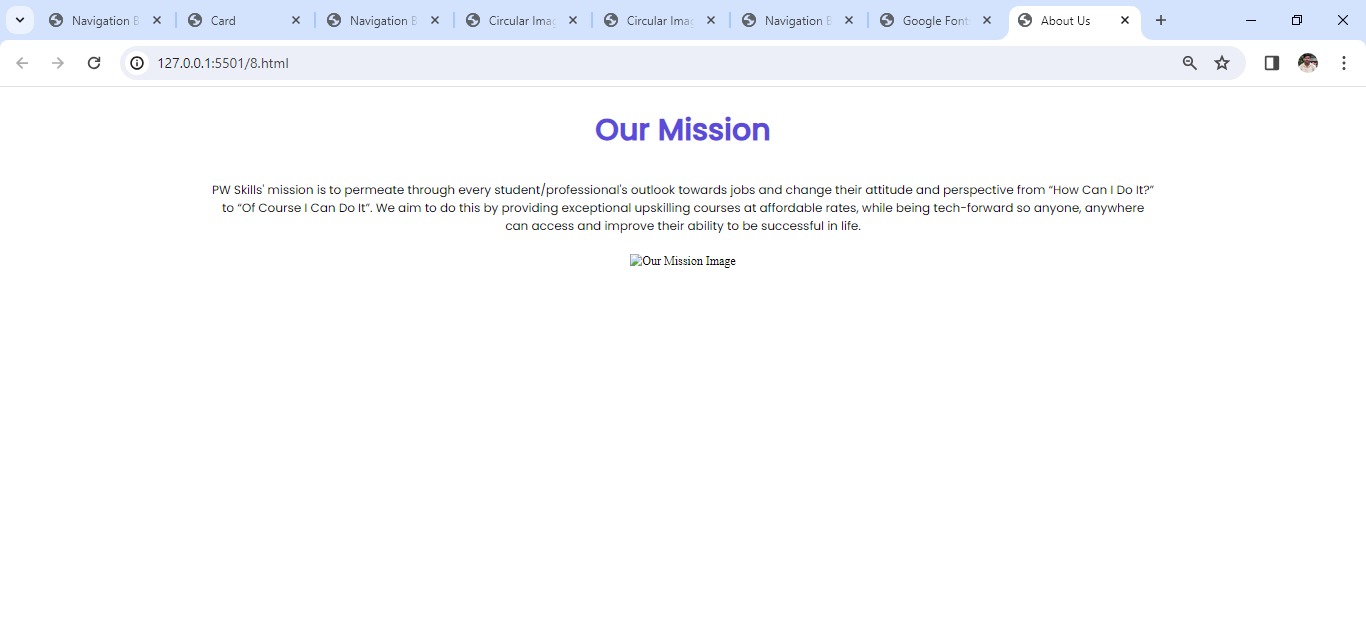 Navigation B
Card
Navigation B
Circular Imag
Circular Imag
Navigation B
Google Fonts
About Us
127.0.0.1:5501/8.html
Our Mission
PW Skills' mission is to permeate through every student/professional's outlook towards jobs and change their attitude and perspective from “How Can I Do It?”
to “Of Course I Can Do It”. We aim to do this by providing exceptional upskilling courses at affordable rates, while being tech-forward so anyone, anywhere
can access and improve their ability to be successful in life.
Our Mission Image